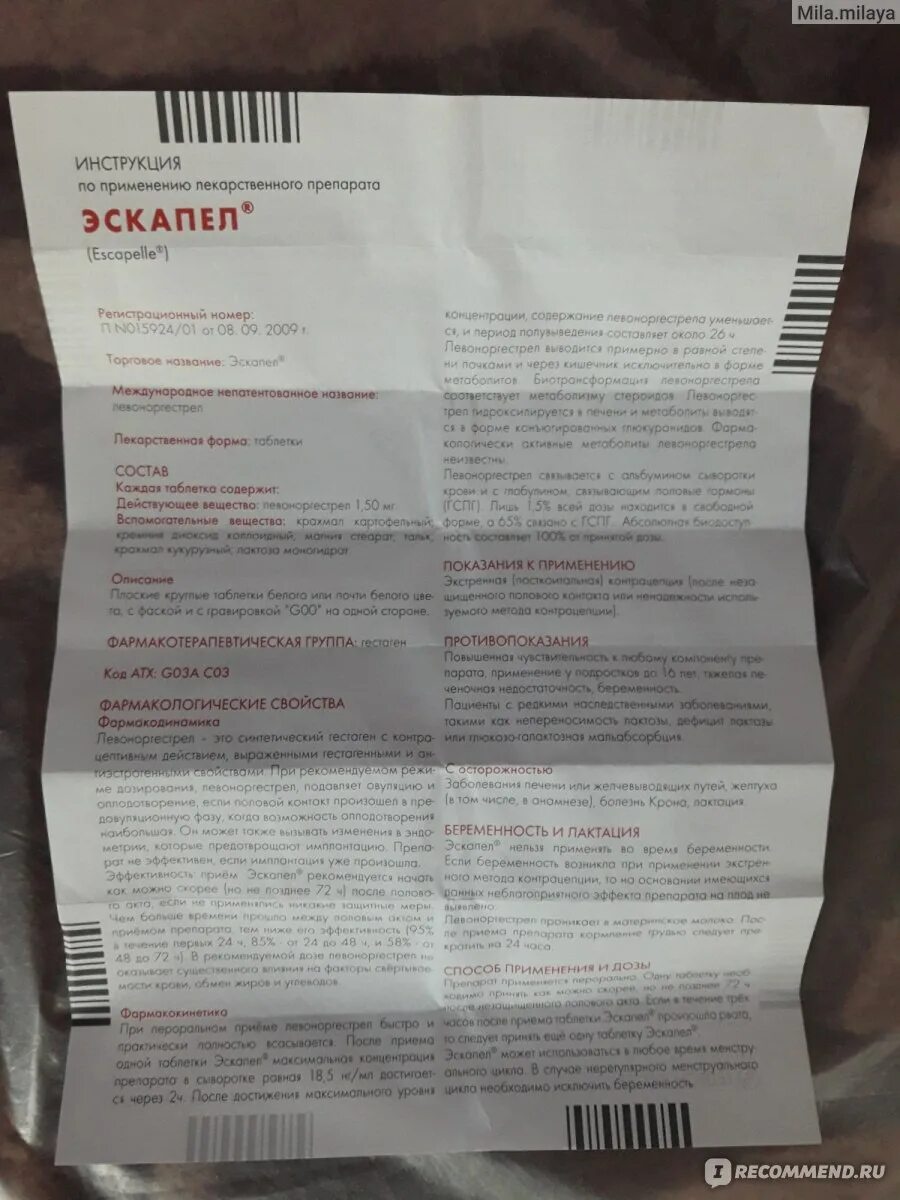 Mila.milaya
ИНСТРУКЦИЯ
по применению лекарственного препарата
ЭСКАПЕЛ®
(Escapelle®)
Регистрационный номер:
П N015924/01 от 08. 09. 2009 г.
Торговое название: Эскапел®
Международное непатентованное название:
левоноргестрел
Лекарственная форма: таблетки
СОСТАВ
Каждая таблетка содержит:
Действующее вещество: левоноргестрел 1,50 мг
Вспомогательные вещества: крахмал картофельный,
кремния диоксид коллоидный, магния стеарат, тальк,
крахмал кукурузный, лактоза моногидрат
Описание
Плоские круглые таблетки белого или почти белого цве-
та, с фаской и с гравировкой "G00" на одной стороне.
ФАРМАКОТЕРАПЕВТИЧЕСКАЯ ГРУППА: гестаген
Код АТХ: G03A C03
ФАРМАКОЛОГИЧЕСКИЕ СВОЙСТВА
Фармакодинамика
Левоноргестрел - это синтетический гестаген с контра-
цептивным действием, выраженными гестагенными и ан-
тиэстрогенными свойствами. При рекомендуемом режи-
ме дозирования, левоноргестрел, подавляет овуляцию и
оплодотворение, если половой контакт произошел в пре-
довуляционную фазу, когда возможность оплодотворения
наибольшая. Он может также вызывать изменения в эндо-
метрии, которые предотвращают имплантацию. Препа-
рат не эффективен, если имплантация уже произошла.
Эффективность приём Эскапел® рекомендуется начать
как можно скорее (но не позднее 72 ч) после полово-
го акта, если не применялись никакие защитные меры.
Чем больше времени прошло между половым актом и
приёмом препарата, тем ниже его эффективность (95%
в течение первых 24 ч, 85% - от 24 до 48 ч, и 58% - от
48 до 72 ч). В рекомендуемой дозе левоноргестрел не
оказывает существенного влияния на факторы свёртывае-
мости крови, обмен жиров и углеводов.
Фармакокинетика
При пероральном приёме левоноргестрел быстро и
практически полностью всасывается. После приема
одной таблетки Эскапел® максимальная концентрация
препарата в сыворотке равная 18,5 нг/мл достигает-
ся через 2ч. После достижения максимального уровня
концентрации, содержание левоноргестрела уменьшает-
ся, и период полувыведения составляет около 26 ч.
Левоноргестрел выводится примерно в равной степе-
ни почками и через кишечник исключительно в форме
метаболитов. Биотрансформация левоноргестрела
соответствует метаболизму стероидов. Левоноргес-
трел гидроксилируется в печени и метаболиты выводят-
ся в форме конъюгированных глюкуронидов. Фарма-
кологически активные метаболиты левоноргестрела
неизвестны.
Левоноргестрел связывается с альбумином сыворотки
крови и с глобулином, связывающим половые гормоны
(ГСПГ). Лишь 1,5% всей дозы находится в свободной
форме, а 65% связано с ГСПГ. Абсолютная биодоступ-
ность составляет 100% от принятой дозы.
ПОКАЗАНИЯ К ПРИМЕНЕНИЮ
Экстренная (посткоитальная) контрацепция (после неза-
щищенного полового контакта или ненадежности исполь-
зуемого метода контрацепции).
ПРОТИВОПОКАЗАНИЯ
Повышенная чувствительность к любому компоненту пре-
парата, применение у подростков до 16 лет, тяжелая пе-
ченочная недостаточность, беременность.
Пациенты с редкими наследственными заболеваниями,
такими как непереносимость лактозы, дефицит лактазы
или глюкозо-галактозная мальабсорбция.
С осторожностью
Заболевания печени или желчевыводящих путей, желтуха
(в том числе, в анамнезе), болезнь Крона, лактация.
БЕРЕМЕННОСТЬ И ЛАКТАЦИЯ
Эскапел® нельзя применять во время беременности.
Если беременность возникла при применении экстрен-
ного метода контрацепции, то на основании имеющихся
данных неблагоприятного эффекта препарата на плод не
выявлено.
Левоноргестрел проникает в материнское молоко. Пос-
ле приема препарата кормление грудью следует пре-
кратить на 24 часа.
СПОСОБ ПРИМЕНЕНИЯ И ДОЗЫ
Препарат применяется перорально. Одну таблетку необ-
ходимо принять как можно скорее, но не позднее 72 ч
после незащищенного полового акта. Если в течение трёх
часов после приема таблетки Эскапел® произошло рвота,
то следует принять ещё одну таблетку Эскапел®.
Эскапел® может использоваться в любое время менстру-
ального цикла. В случае нерегулярного менструального
цикла необходимо исключить беременность.
IRECOMMEND.RU